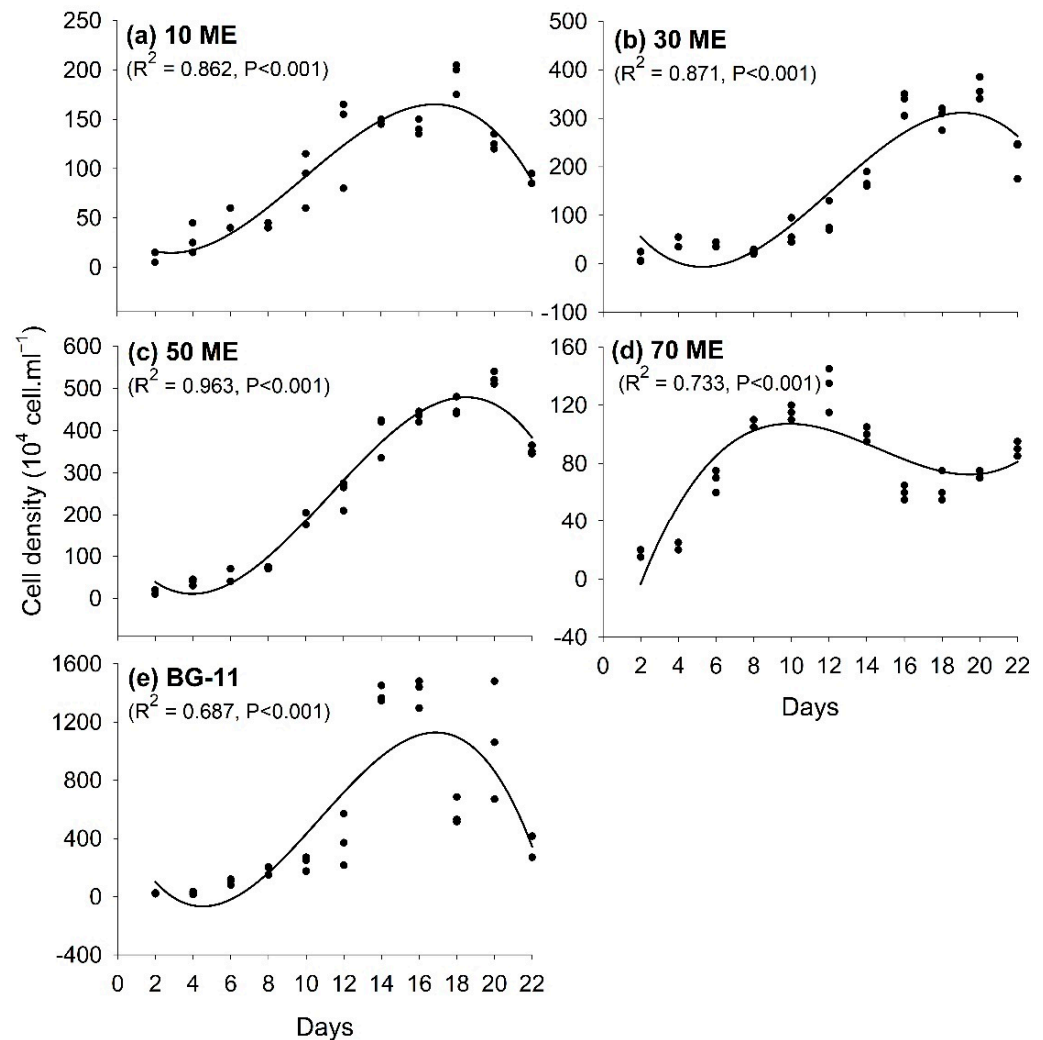 (a) 10 ME
(R² = 0.862, P<0.001)
250
200
150
100
50
0
(b) 30 ME
(R² = 0.871, P<0.001)
500
400
300
200
100
0
-100
Cell density (10⁴ cell.ml⁻¹)
(c) 50 ME
(R² = 0.963, P<0.001)
600
500
400
300
200
100
0
(d) 70 ME
(R² = 0.733, P<0.001)
160
120
80
40
0
-40
0 2 4 6 8 10 12 14 16 18 20 22
Days
(e) BG-11
(R² = 0.687, P<0.001)
1600
1200
800
400
0
-400
0 2 4 6 8 10 12 14 16 18 20 22
Days